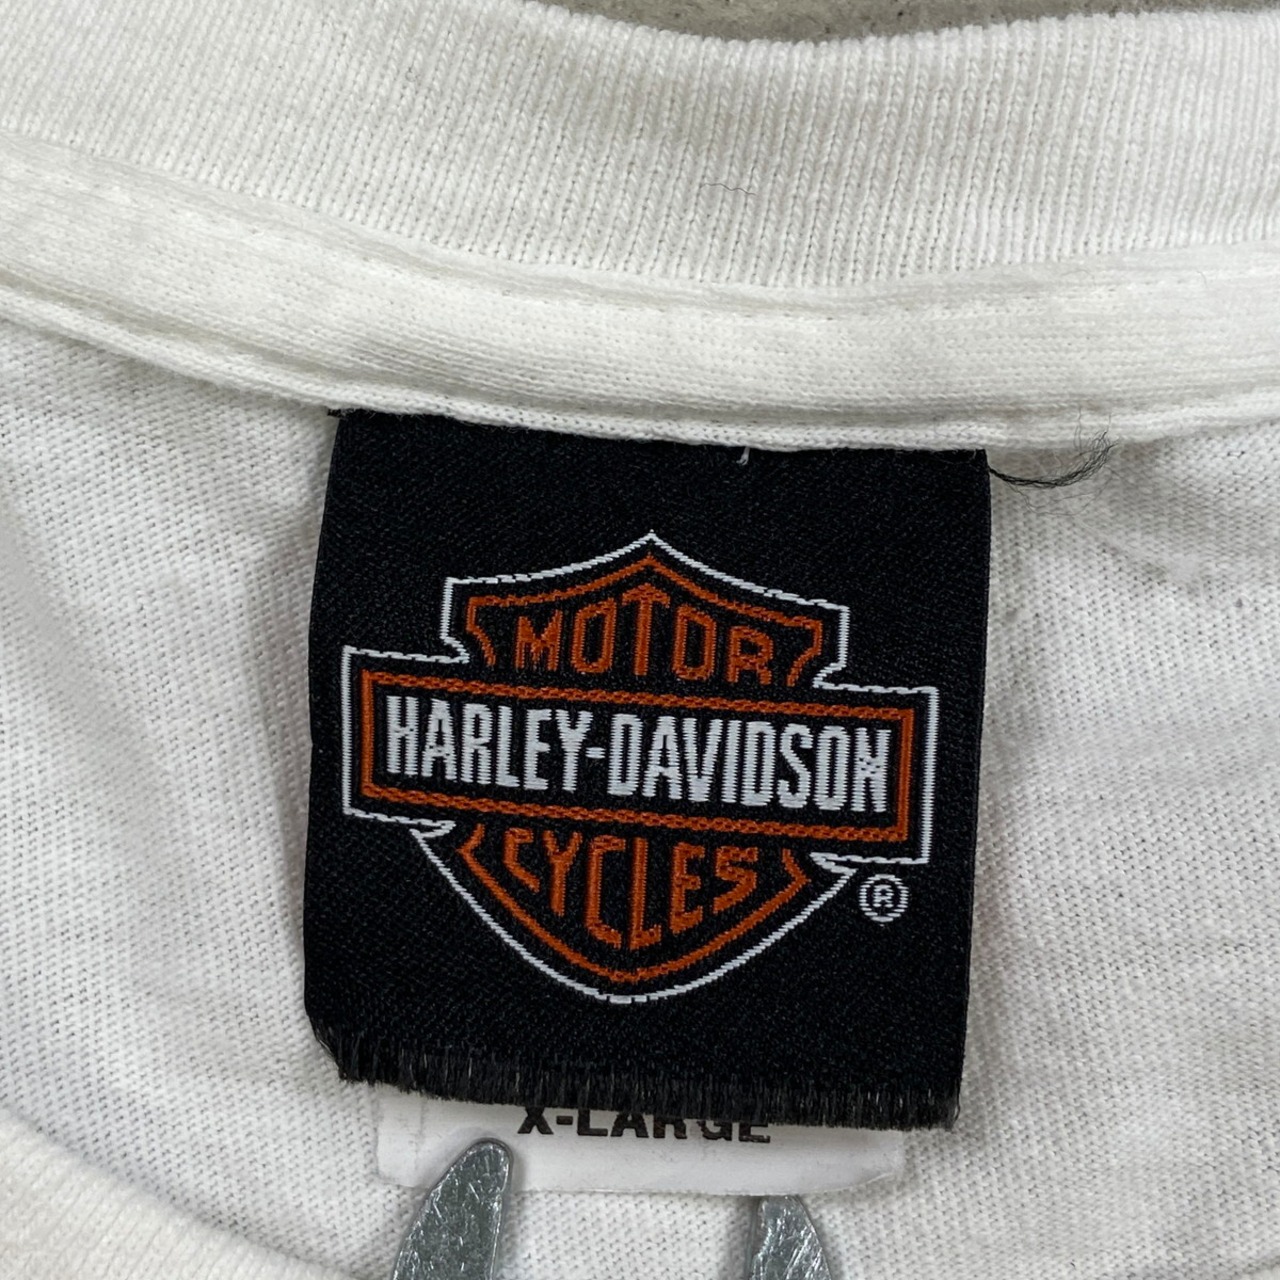 MOTOR
HARLEY-DAVIDSON
CYCLES
®
X-LARGE